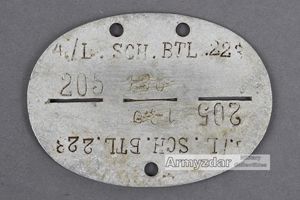 4./L. SCH. BTL. 223
205
205
./L. SCH. BTL. 223
Armyzdar